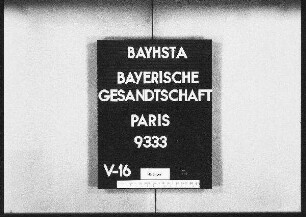 BAYHSTA
BAYERISCHE
GESANDTSCHAFT
PARIS
9333
V-16